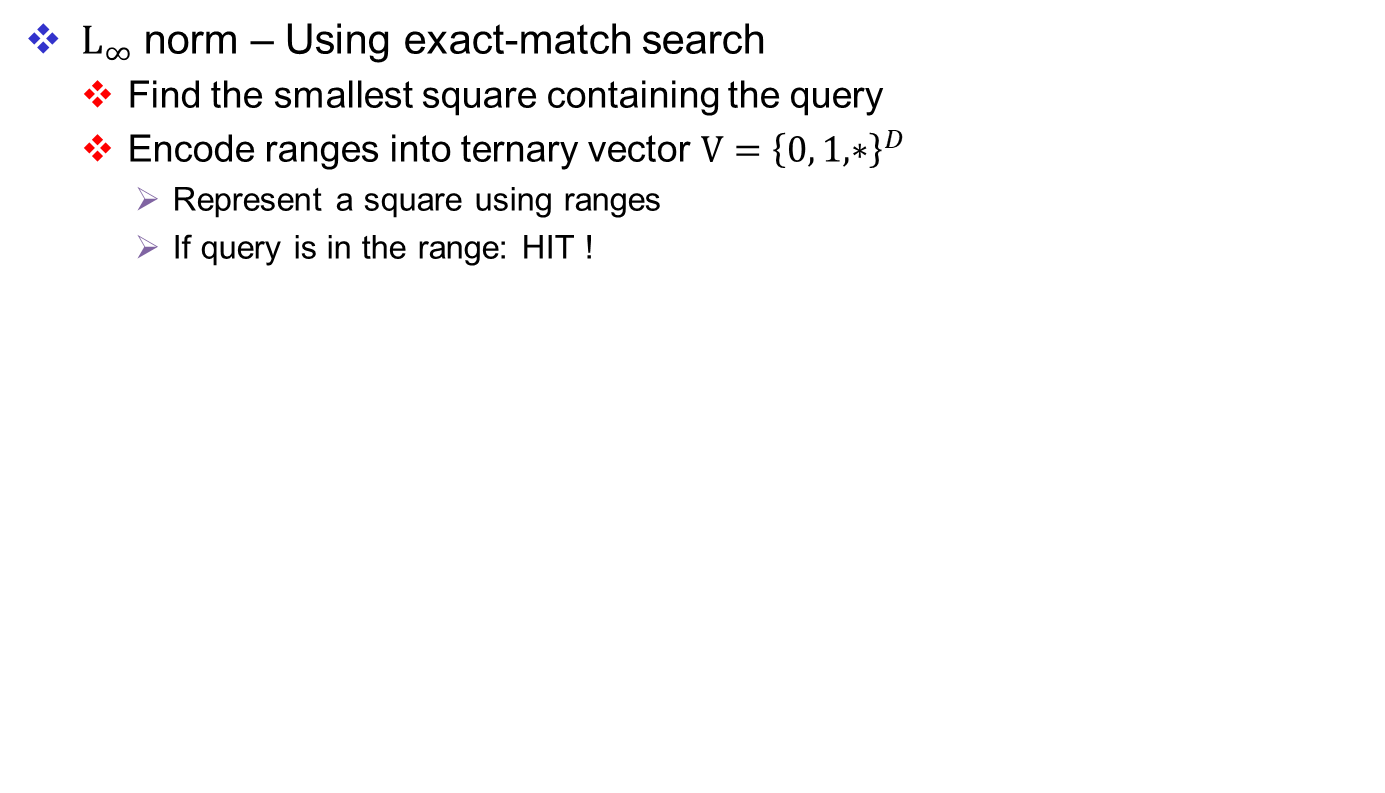 ❖ L∞ norm – Using exact-match search
❖ Find the smallest square containing the query
❖ Encode ranges into ternary vector V = {0, 1,∗}ᴰ
➢ Represent a square using ranges
➢ If query is in the range: HIT !